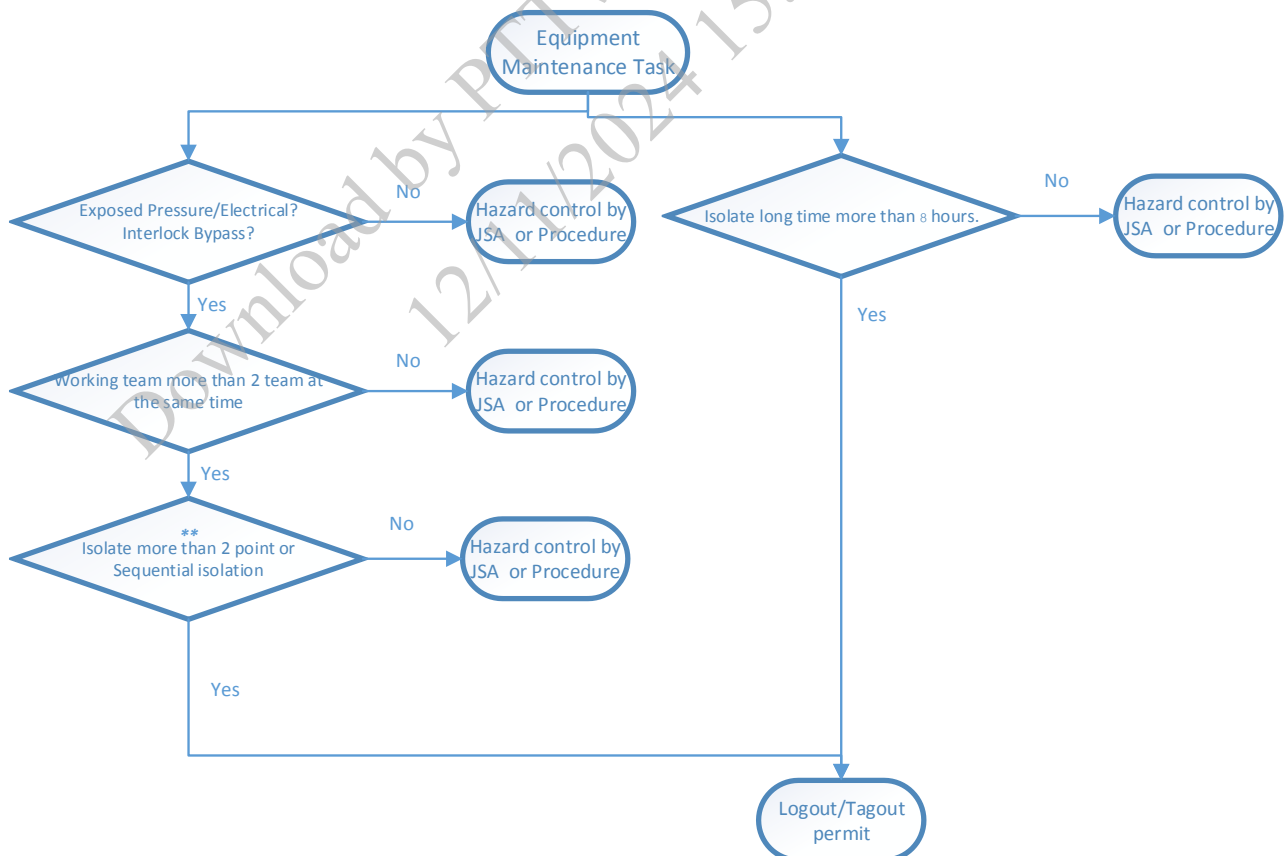 Equipment
Maintenance Task
Exposed Pressure/Electrical?
Interlock Bypass?
No
Hazard control by
JSA or Procedure
Isolate long time more than 8 hours.
No
Hazard control by
JSA or Procedure
Yes
Yes
Working team more than 2 team at
the same time
No
Hazard control by
JSA or Procedure
Yes
**
Isolate more than 2 point or
Sequential isolation
No
Hazard control by
JSA or Procedure
Yes
Logout/Tagout
permit
Download by PTT
12/11/2024 15